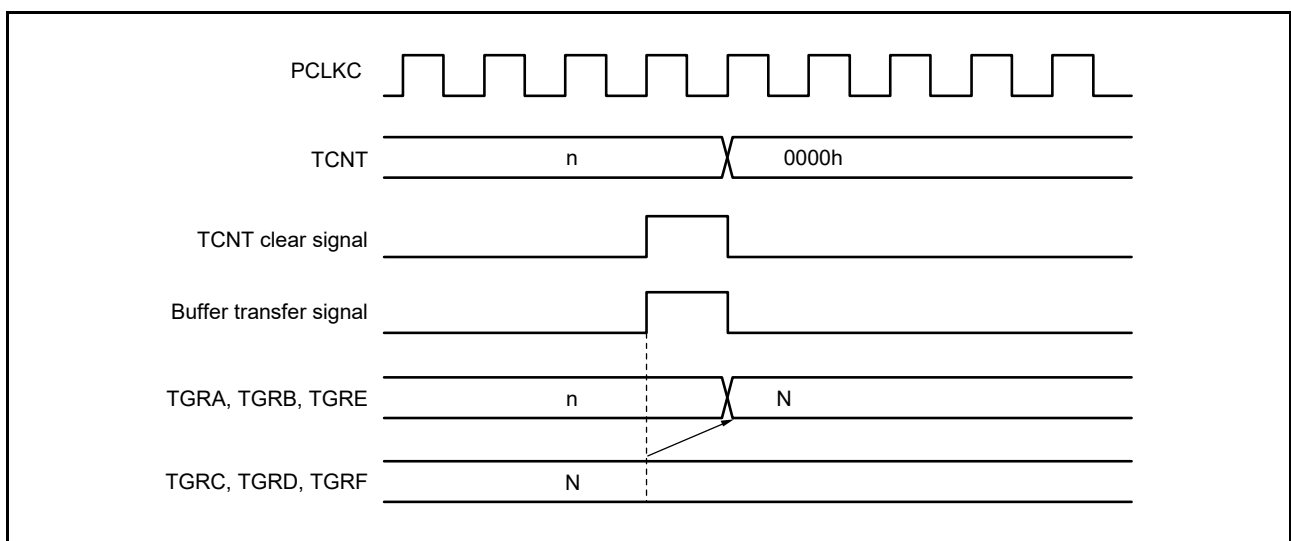 PCLKC
TCNT n 0000h
TCNT clear signal
Buffer transfer signal
TGRA, TGRB, TGRE n N
TGRC, TGRD, TGRF N